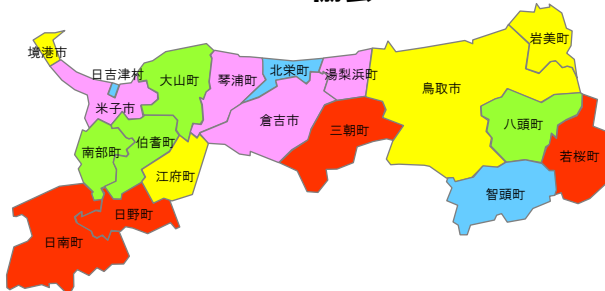 岩美町
境港市
日吉津村
大山町
琴浦町
北栄町
湯梨浜町
鳥取市
米子市
倉吉市
三朝町
八頭町
南部町
伯耆町
若桜町
江府町
智頭町
日野町
日南町